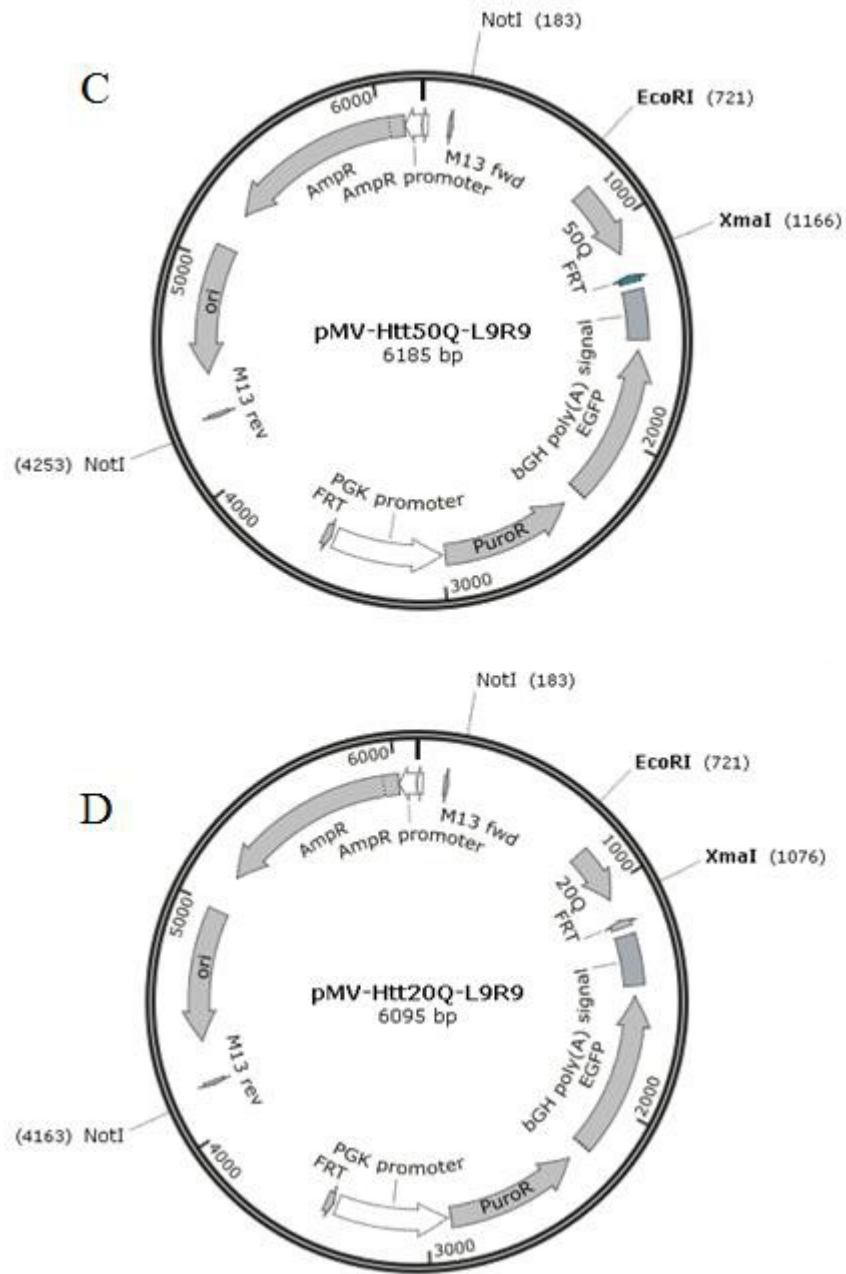 C
NotI (183)
EcoRI (721)
XmaI (1166)
6000
1000
2000
3000
4000
5000
M13 fwd
AmpR promoter
AmpR
50Q
FRT
bGH poly(A) signal
EGFP
PuroR
PGK promoter
FRT
(4253) NotI
M13 rev
ori
pMV-Htt50Q-L9R9
6185 bp
D
NotI (183)
EcoRI (721)
XmaI (1076)
6000
1000
2000
3000
4000
5000
M13 fwd
AmpR promoter
AmpR
20Q
FRT
bGH poly(A) signal
EGFP
PuroR
PGK promoter
FRT
(4163) NotI
M13 rev
ori
pMV-Htt20Q-L9R9
6095 bp